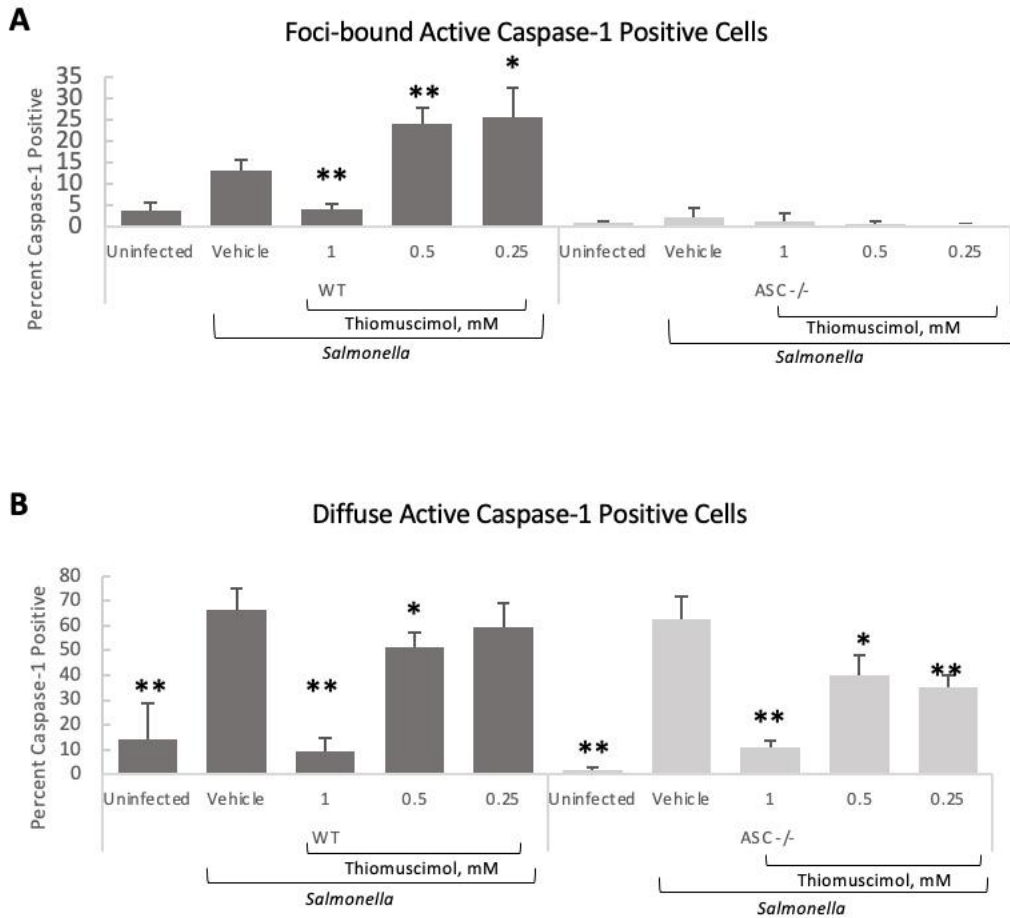 A
Foci-bound Active Caspase-1 Positive Cells
Percent Caspase-1 Positive
35
30
25
20
15
10
5
0
** ** *
Uninfected Vehicle 1 0.5 0.25 Uninfected Vehicle 1 0.5 0.25
WT ASC -/-
Thiomuscimol, mM Thiomuscimol, mM
Salmonella Salmonella
B
Diffuse Active Caspase-1 Positive Cells
Percent Caspase-1 Positive
80
70
60
50
40
30
20
10
0
** ** * ** ** * **
Uninfected Vehicle 1 0.5 0.25 Uninfected Vehicle 1 0.5 0.25
WT ASC -/-
Thiomuscimol, mM Thiomuscimol, mM
Salmonella Salmonella